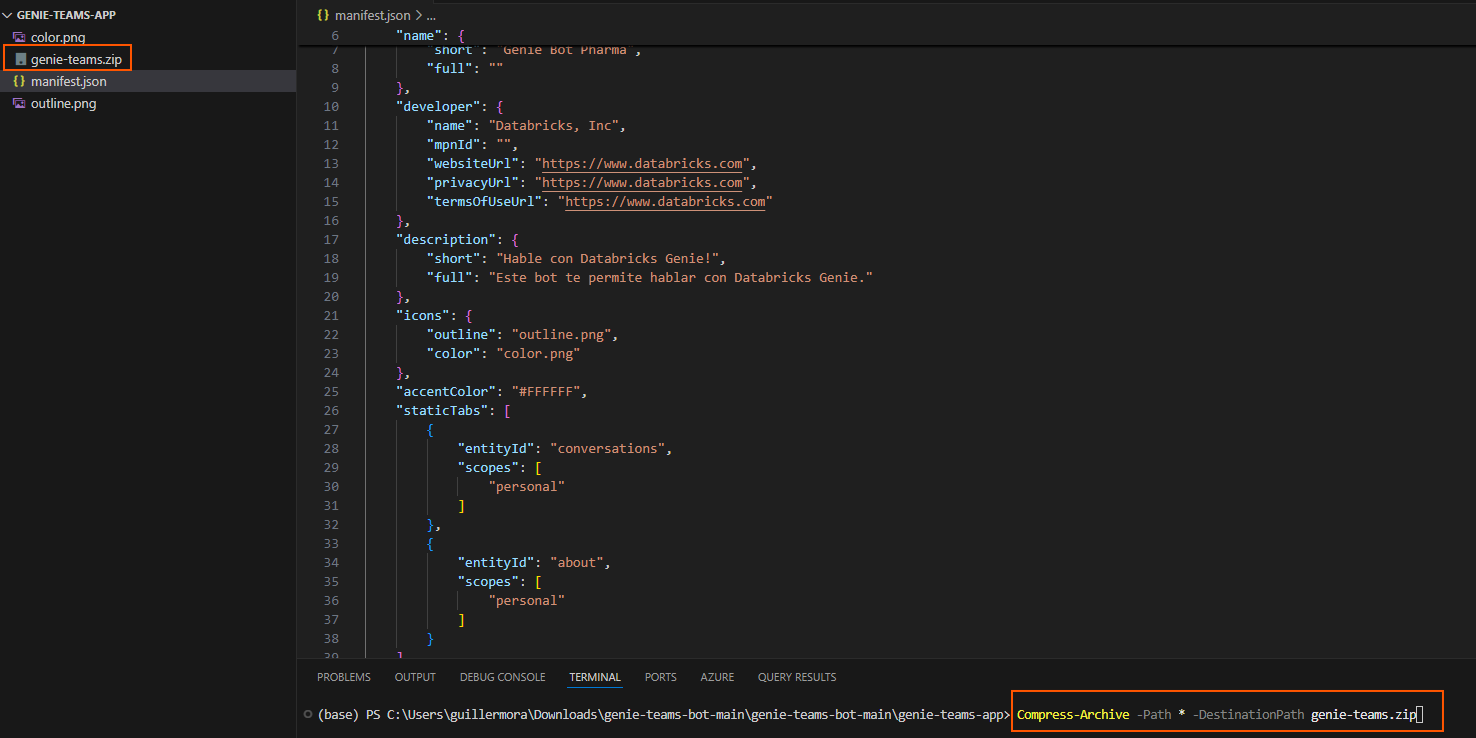 GENIE-TEAMS-APP
color.png
genie-teams.zip
{} manifest.json
outline.png
{} manifest.json > ...
6 "name": {
7 "short": "Genie Bot Pharma",
8 "full": ""
9 },
10 "developer": {
11 "name": "Databricks, Inc",
12 "mpnId": "",
13 "websiteUrl": "https://www.databricks.com",
14 "privacyUrl": "https://www.databricks.com",
15 "termsOfUseUrl": "https://www.databricks.com"
16 },
17 "description": {
18 "short": "Hable con Databricks Genie!",
19 "full": "Este bot te permite hablar con Databricks Genie."
20 },
21 "icons": {
22 "outline": "outline.png",
23 "color": "color.png"
24 },
25 "accentColor": "#FFFFFF",
26 "staticTabs": [
27 {
28 "entityId": "conversations",
29 "scopes": [
30 "personal"
31 ]
32 },
33 {
34 "entityId": "about",
35 "scopes": [
36 "personal"
37 ]
38 }
39 ]
PROBLEMS OUTPUT DEBUG CONSOLE TERMINAL PORTS AZURE QUERY RESULTS
(base) PS C:\Users\guillermora\Downloads\genie-teams-bot-main\genie-teams-bot-main\genie-teams-app> Compress-Archive -Path * -DestinationPath genie-teams.zip